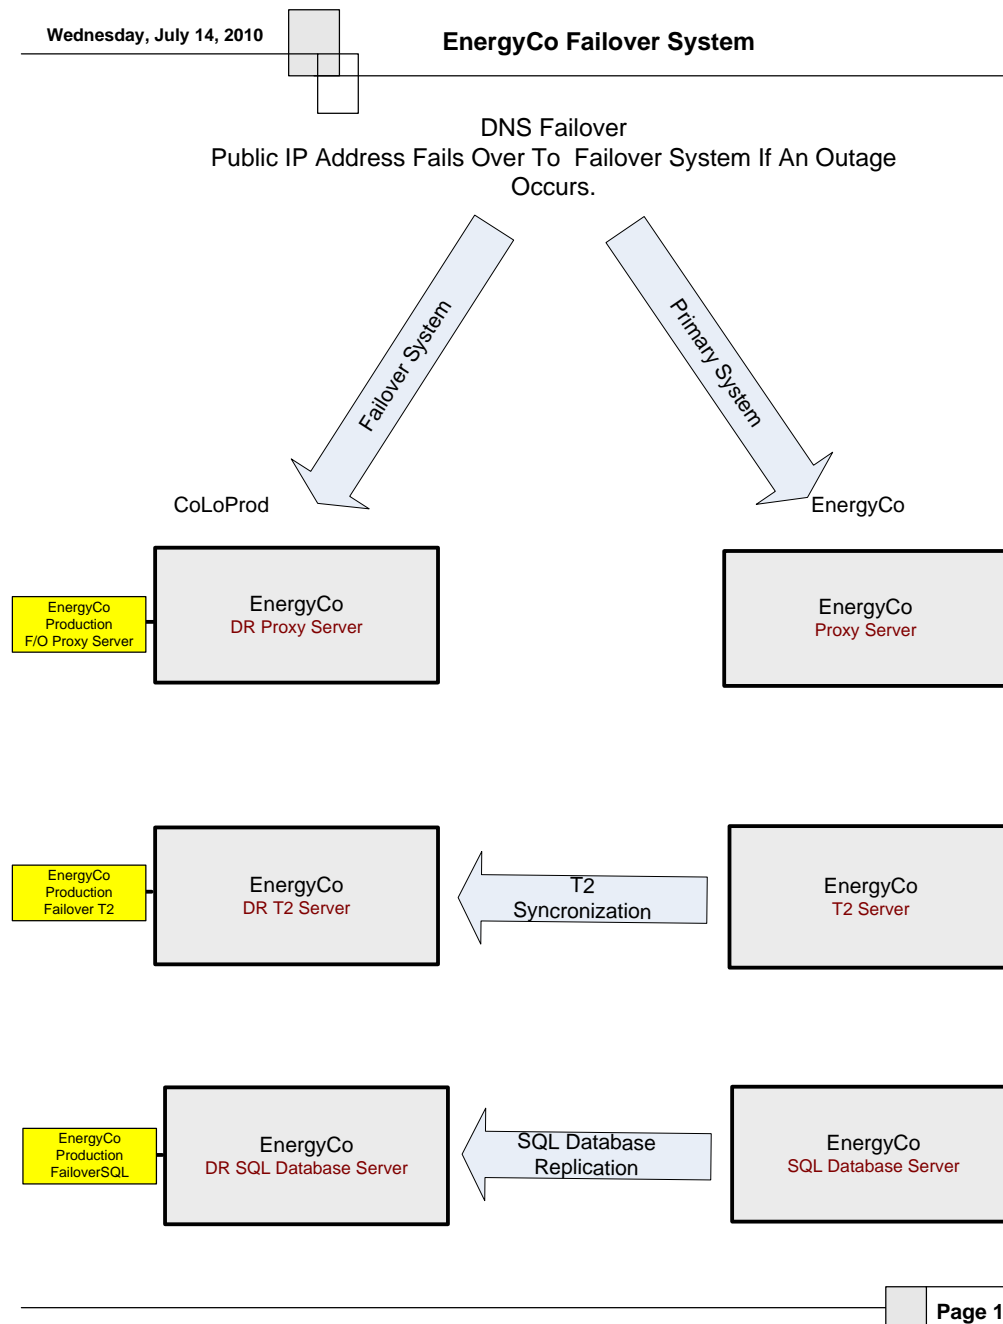 Wednesday, July 14, 2010
EnergyCo Failover System
DNS Failover
Public IP Address Fails Over To  Failover System If An Outage
Occurs.
Failover System
Primary System
CoLoProd
EnergyCo
EnergyCo
Production
F/O Proxy Server
EnergyCo
DR Proxy Server
EnergyCo
Proxy Server
EnergyCo
Production
Failover T2
EnergyCo
DR T2 Server
T2
Syncronization
EnergyCo
T2 Server
EnergyCo
Production
FailoverSQL
EnergyCo
DR SQL Database Server
SQL Database
Replication
EnergyCo
SQL Database Server
Page 1